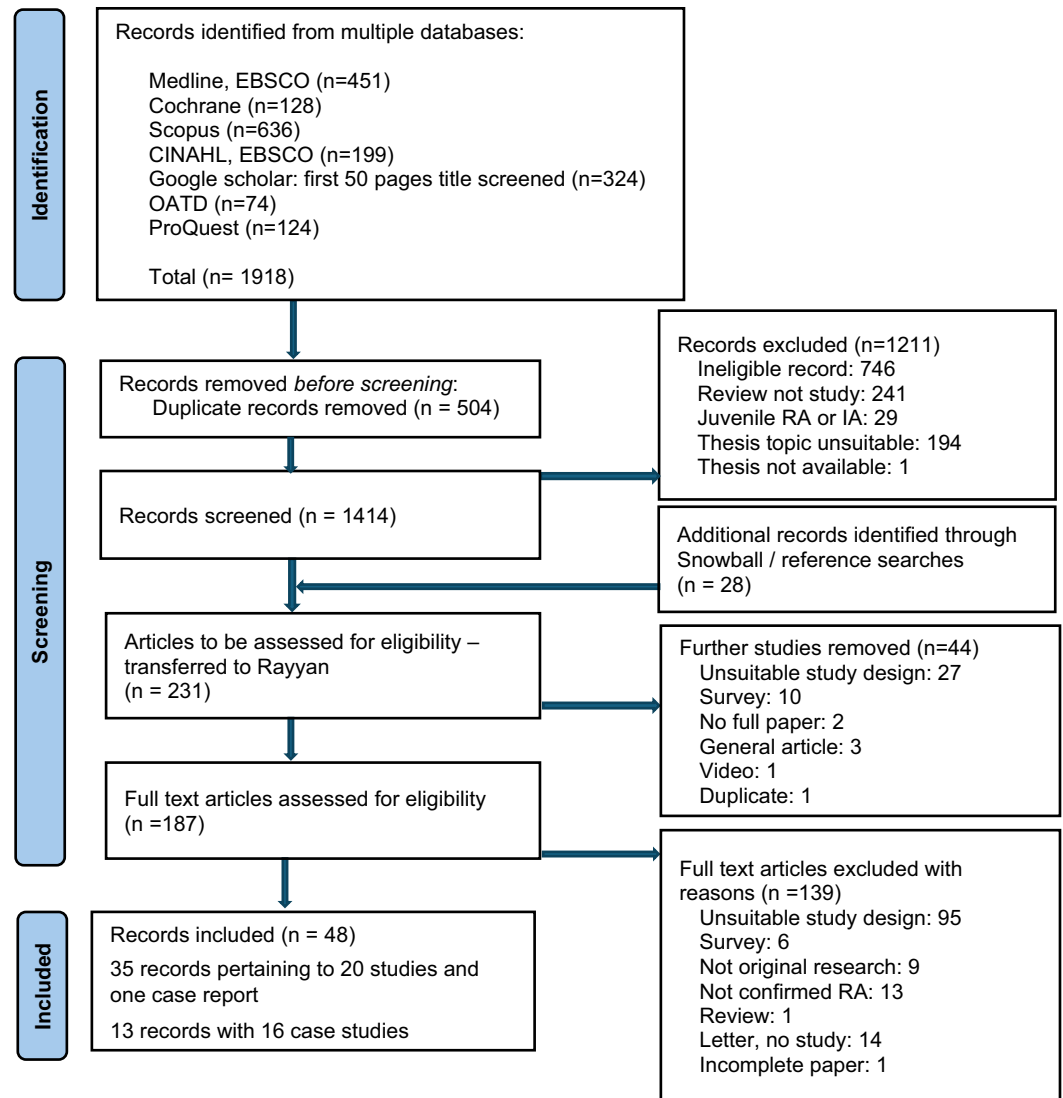 Identification
Records identified from multiple databases:
Medline, EBSCO (n=451)
Cochrane (n=128)
Scopus (n=636)
CINAHL, EBSCO (n=199)
Google scholar: first 50 pages title screened (n=324)
OATD (n=74)
ProQuest (n=124)
Total (n= 1918)
Screening
Records removed before screening:
Duplicate records removed (n = 504)
Records excluded (n=1211)
Ineligible record: 746
Review not study: 241
Juvenile RA or IA: 29
Thesis topic unsuitable: 194
Thesis not available: 1
Records screened (n = 1414)
Additional records identified through
Snowball / reference searches
(n = 28)
Articles to be assessed for eligibility –
transferred to Rayyan
(n = 231)
Further studies removed (n=44)
Unsuitable study design: 27
Survey: 10
No full paper: 2
General article: 3
Video: 1
Duplicate: 1
Full text articles assessed for eligibility
(n =187)
Full text articles excluded with
reasons (n =139)
Unsuitable study design: 95
Survey: 6
Not original research: 9
Not confirmed RA: 13
Review: 1
Letter, no study: 14
Incomplete paper: 1
Included
Records included (n = 48)
35 records pertaining to 20 studies and
one case report
13 records with 16 case studies